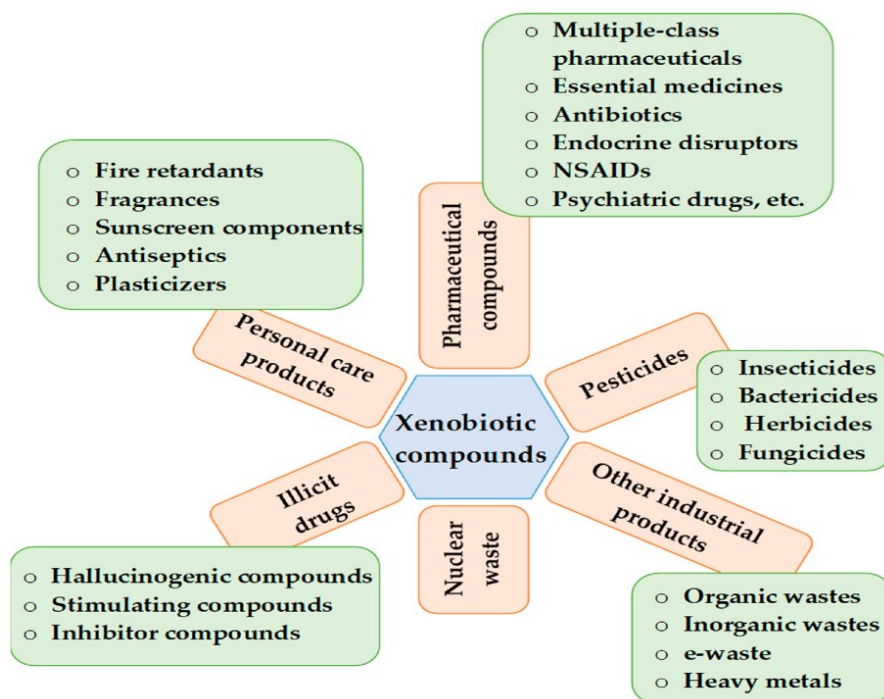 ○ Multiple-class
pharmaceuticals
○ Essential medicines
○ Antibiotics
○ Endocrine disruptors
○ NSAIDs
○ Psychiatric drugs, etc.
○ Fire retardants
○ Fragrances
○ Sunscreen components
○ Antiseptics
○ Plasticizers
Pharmaceutical
compounds
Personal care
products
Pesticides
○ Insecticides
○ Bactericides
○ Herbicides
○ Fungicides
Xenobiotic
compounds
Illicit
drugs
Nuclear
waste
Other industrial
products
○ Hallucinogenic compounds
○ Stimulating compounds
○ Inhibitor compounds
○ Organic wastes
○ Inorganic wastes
○ e-waste
○ Heavy metals